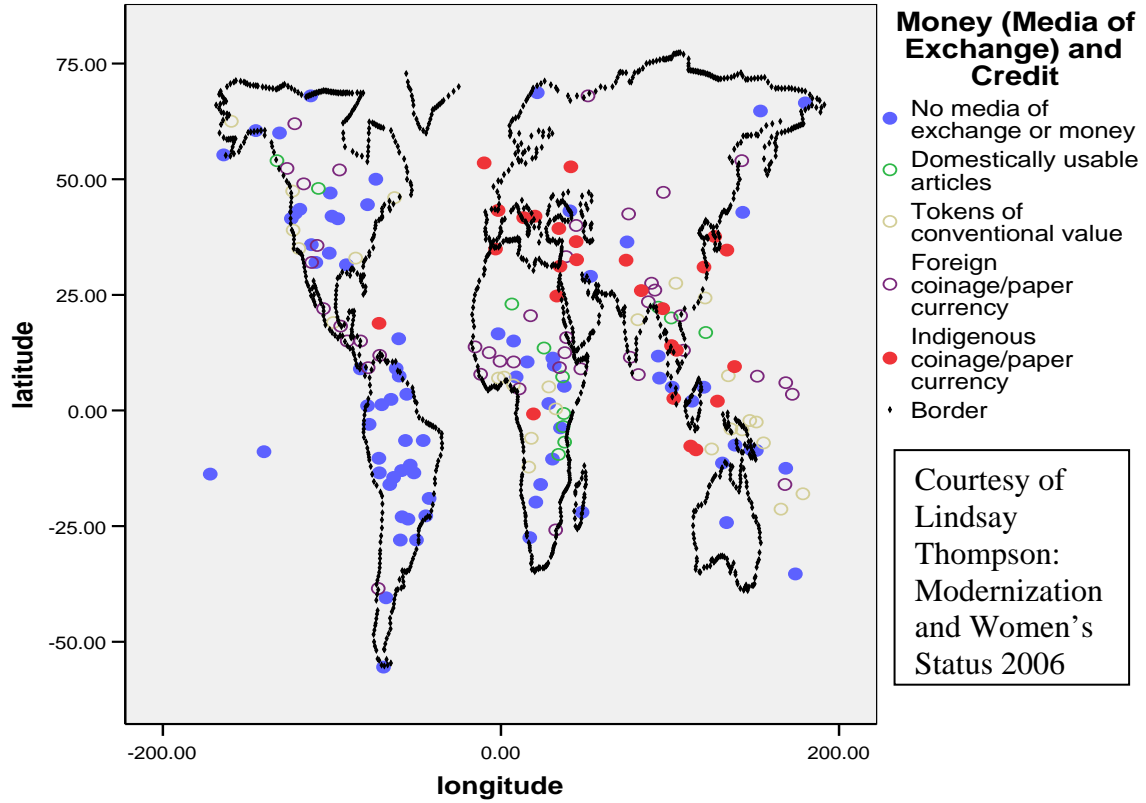 Money (Media of
Exchange) and
Credit
No media of
exchange or money
Domestically usable
articles
Tokens of
conventional value
Foreign
coinage/paper
currency
Indigenous
coinage/paper
currency
Border
Courtesy of
Lindsay
Thompson:
Modernization
and Women’s
Status 2006
latitude
75.00
50.00
25.00
0.00
-25.00
-50.00
-200.00 0.00 200.00
longitude